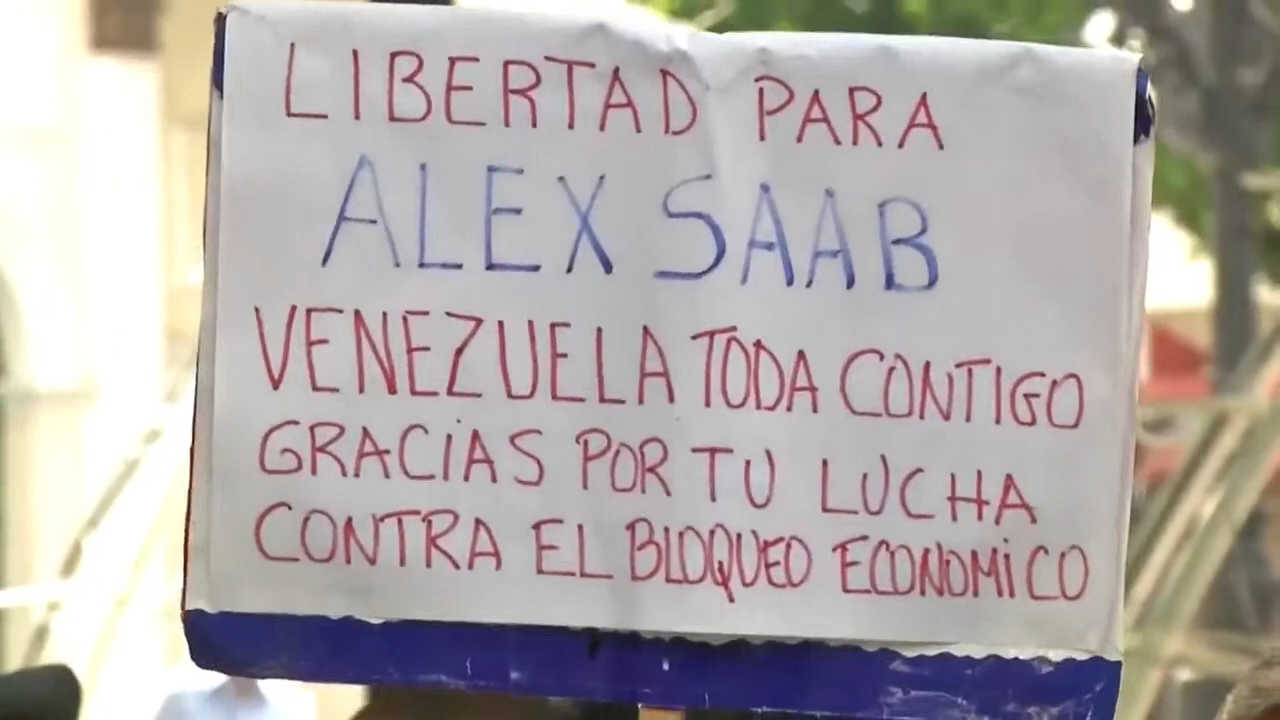 LIBERTAD PARA
ALEX SAAB
VENEZUELA TODA CONTIGO
GRACIAS POR TU LUCHA
CONTRA EL BLOQUEO ECONOMICO